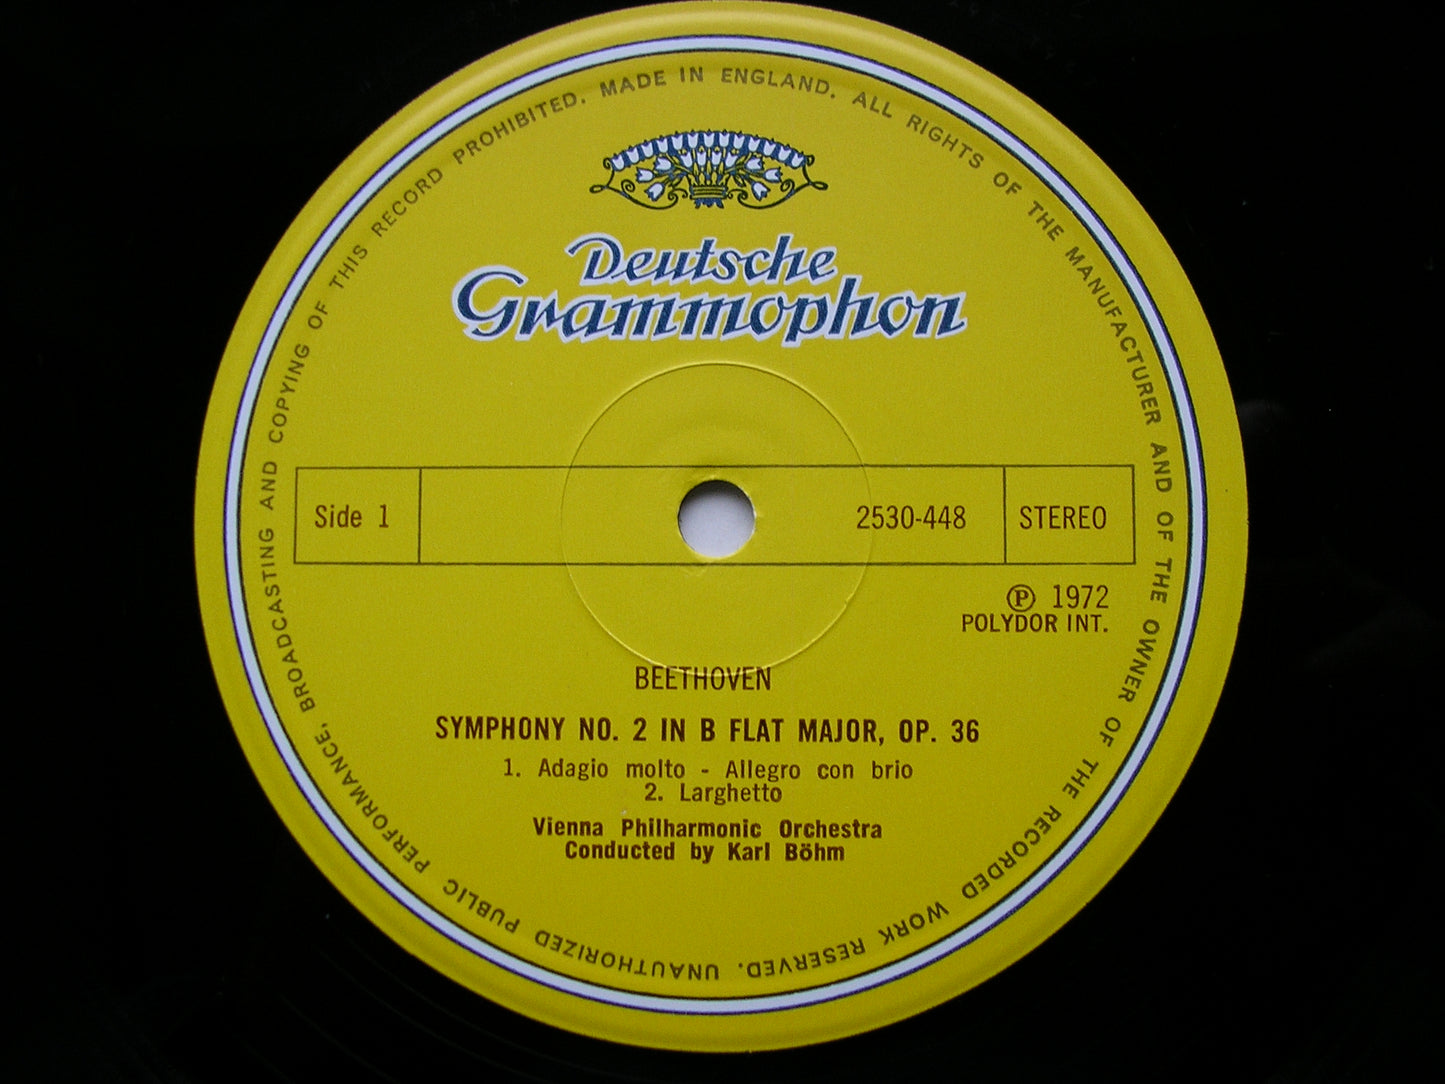 Deutsche
Grammophon
Side 1
2530-448
STEREO
℗ 1972
POLYDOR INT.
BEETHOVEN
SYMPHONY NO. 2 IN B FLAT MAJOR, OP. 36
1. Adagio molto - Allegro con brio
2. Larghetto
Vienna Philharmonic Orchestra
Conducted by Karl Böhm
MADE IN ENGLAND. ALL RIGHTS OF THE MANUFACTURER AND OF THE OWNER OF THE RECORDED WORK RESERVED. UNAUTHORIZED PUBLIC PERFORMANCE, BROADCASTING AND COPYING OF THIS RECORD PROHIBITED.